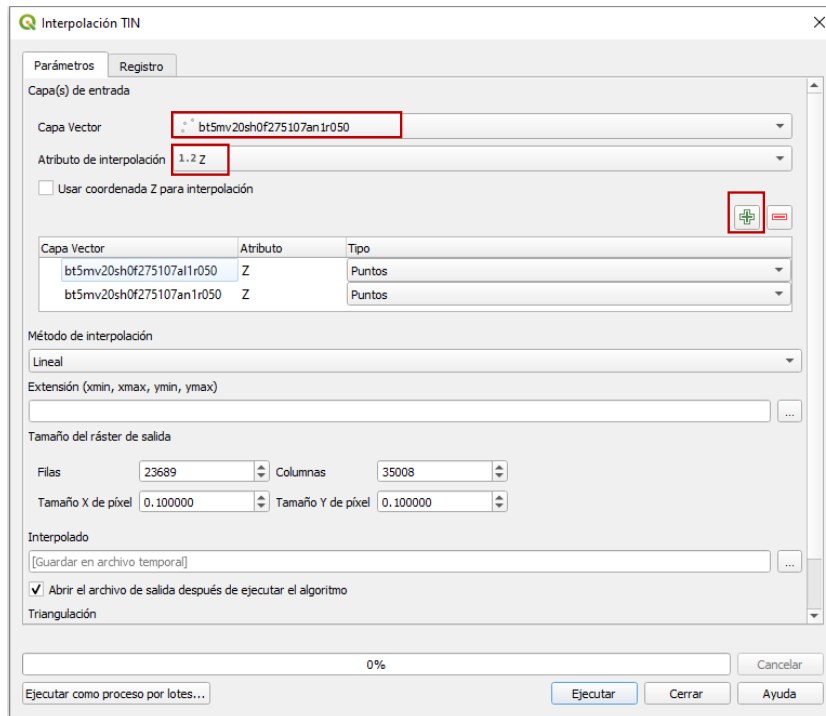 Interpolación TIN
Parámetros Registro
Capa(s) de entrada
Capa Vector bt5mv20sh0f275107an1r050
Atributo de interpolación 1.2 Z
Usar coordenada Z para interpolación
Capa Vector Atributo Tipo
bt5mv20sh0f275107al1r050 Z Puntos
bt5mv20sh0f275107an1r050 Z Puntos
Método de interpolación
Lineal
Extensión (xmin, xmax, ymin, ymax)
...
Tamaño del ráster de salida
Filas 23689 Columnas 35008
Tamaño X de píxel 0.100000 Tamaño Y de píxel 0.100000
Interpolado
[Guardar en archivo temporal] ...
Abrir el archivo de salida después de ejecutar el algoritmo
Triangulación
0% Cancelar
Ejecutar como proceso por lotes... Ejecutar Cerrar Ayuda